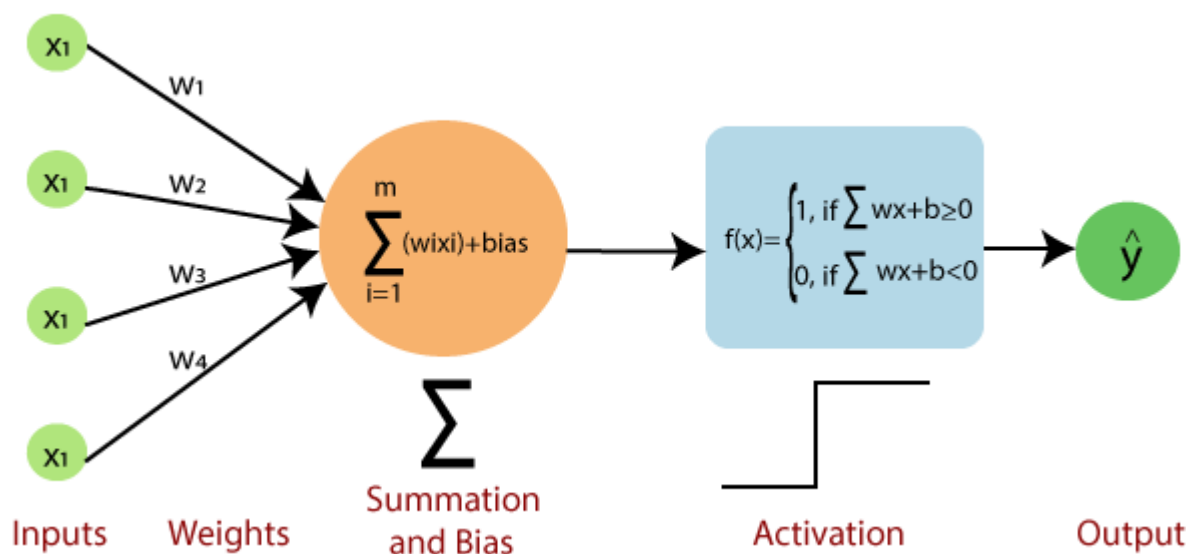 x1
w1
x1
w2
x1
w3
x1
w4
m
∑(wixi)+bias
i=1
f(x)={1, if ∑ wx+b≥0
0, if ∑ wx+b<0
ŷ
∑
Inputs
Weights
Summation
and Bias
Activation
Output